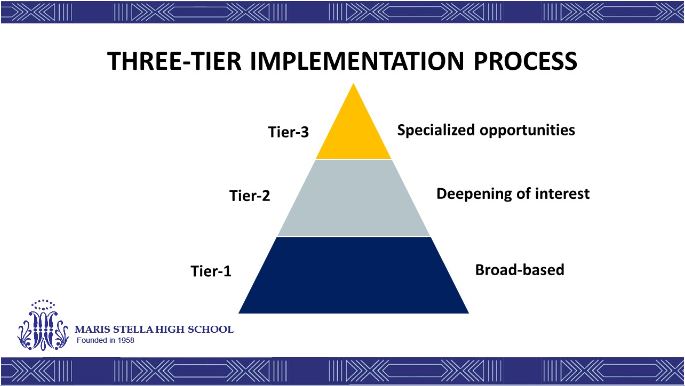 THREE-TIER IMPLEMENTATION PROCESS
Tier-3
Specialized opportunities
Tier-2
Deepening of interest
Tier-1
Broad-based
MARIS STELLA HIGH SCHOOL
Founded in 1958